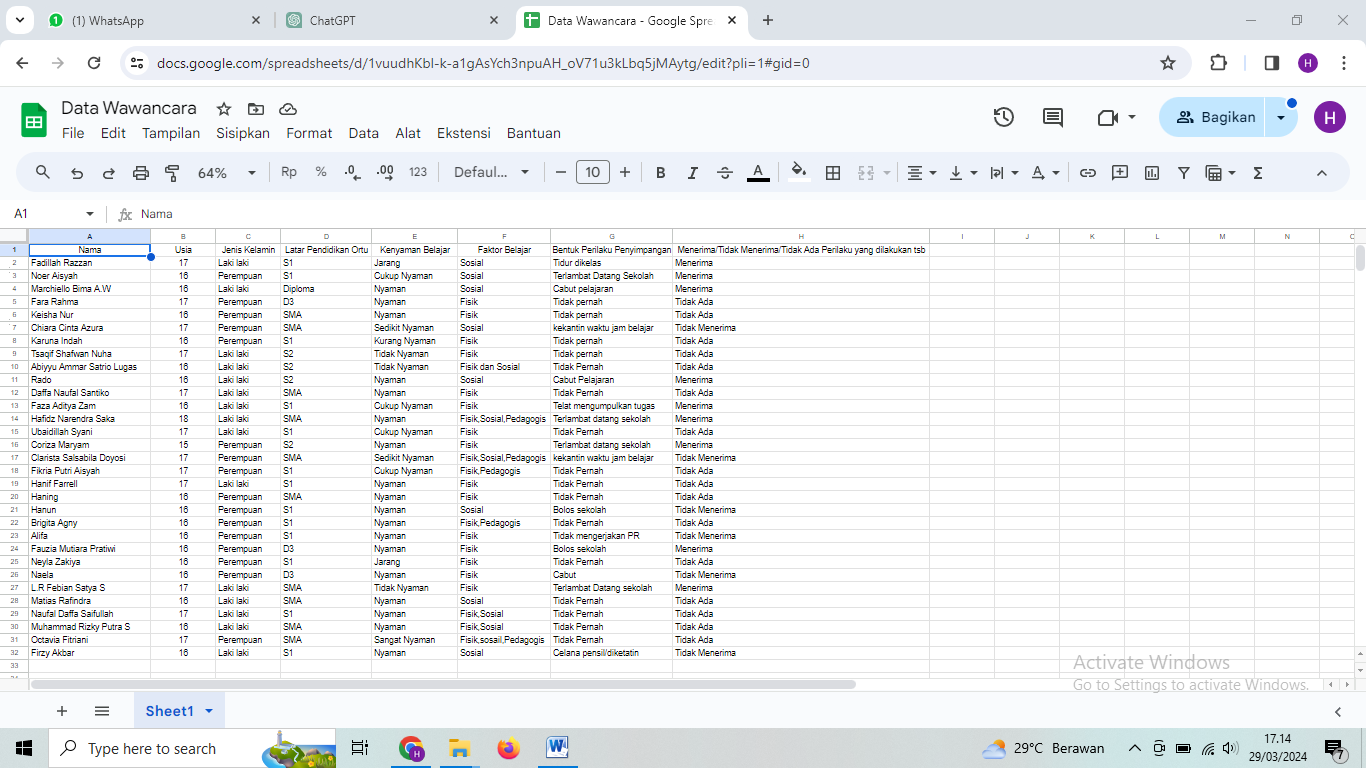 (1) WhatsApp
ChatGPT
Data Wawancara - Google Spre
docs.google.com/spreadsheets/d/1vuudhKbI-k-a1gAsYch3npuAH_oV71u3kLbq5jMAytg/edit?pli=1#gid=0
H
Data Wawancara
File Edit Tampilan Sisipkan Format Data Alat Ekstensi Bantuan
Bagikan
H
64% Rp % .0 .00 123 Defaul... 10 B I A
A1 fx Nama
A B C D E F G H I J K L M N
1 Nama Usia Jenis Kelamin Latar Pendidikan Ortu Kenyaman Belajar Faktor Belajar Bentuk Perilaku Penyimpangan Menerima/Tidak Menerima/Tidak Ada Perilaku yang dilakukan tsb
2 Fadillah Razzan 17 Laki laki S1 Jarang Sosial Tidur dikelas Menerima
3 Noer Aisyah 16 Perempuan S1 Cukup Nyaman Sosial Terlambat Datang Sekolah Menerima
4 Marchiello Bima A.W 16 Laki laki Diploma Nyaman Sosial Cabut pelajaran Menerima
5 Fara Rahma 17 Perempuan D3 Nyaman Fisik Tidak pernah Tidak Ada
6 Keisha Nur 16 Perempuan SMA Nyaman Fisik Tidak pernah Tidak Ada
7 Chiara Cinta Azura 17 Perempuan SMA Sedikit Nyaman Sosial kekantin waktu jam belajar Tidak Menerima
8 Karuna Indah 16 Perempuan S1 Kurang Nyaman Fisik Tidak pernah Tidak Ada
9 Tsaqif Shafwan Nuha 17 Laki laki S2 Tidak Nyaman Fisik Tidak pernah Tidak Ada
10 Abiyyu Ammar Satrio Lugas 16 Laki laki S2 Tidak Nyaman Fisik dan Sosial Tidak Pernah Tidak Ada
11 Rado 16 Laki laki S2 Nyaman Sosial Cabut Pelajaran Menerima
12 Daffa Naufal Santiko 17 Laki laki SMA Nyaman Fisik Tidak Pernah Tidak Ada
13 Faza Aditya Zam 16 Laki laki S1 Cukup Nyaman Fisik Telat mengumpulkan tugas Menerima
14 Hafidz Narendra Saka 18 Laki laki SMA Nyaman Fisik,Sosial,Pedagogis Terlambat datang sekolah Menerima
15 Ubaidillah Syani 17 Laki laki S1 Cukup Nyaman Fisik Tidak Pernah Tidak Ada
16 Coriza Maryam 15 Perempuan S2 Nyaman Fisik Terlambat datang sekolah Menerima
17 Clarista Salsabila Doyosi 17 Perempuan SMA Sedikit Nyaman Fisik,Sosial,Pedagogis kekantin waktu jam belajar Tidak Menerima
18 Fikria Putri Aisyah 17 Perempuan S1 Cukup Nyaman Fisik,Pedagogis Tidak Pernah Tidak Ada
19 Hanif Farrell 17 Laki laki S1 Nyaman Fisik Tidak Pernah Tidak Ada
20 Haning 16 Perempuan SMA Nyaman Fisik Tidak Pernah Tidak Ada
21 Hanun 16 Perempuan S1 Nyaman Sosial Bolos sekolah Tidak Menerima
22 Brigita Agny 16 Perempuan S1 Nyaman Fisik,Pedagogis Tidak Pernah Tidak Ada
23 Alifa 16 Perempuan S1 Nyaman Fisik Tidak mengerjakan PR Tidak Menerima
24 Fauzia Mutiara Pratiwi 16 Perempuan D3 Nyaman Fisik Bolos sekolah Menerima
25 Neyla Zakiya 16 Perempuan S1 Jarang Fisik Tidak Pernah Tidak Ada
26 Naela 16 Perempuan D3 Nyaman Fisik Cabut Tidak Menerima
27 L.R Febian Satya S 17 Laki laki SMA Tidak Nyaman Fisik Terlambat Datang sekolah Menerima
28 Matias Rafindra 16 Laki laki SMA Nyaman Sosial Tidak Pernah Tidak Ada
29 Naufal Daffa Saifullah 17 Laki laki S1 Nyaman Fisik,Sosial Tidak Pernah Tidak Ada
30 Muhammad Rizky Putra S 16 Laki laki SMA Nyaman Fisik,Sosial Tidak Pernah Tidak Ada
31 Octavia Fitriani 17 Perempuan SMA Sangat Nyaman Fisik,sosail,Pedagogis Tidak Pernah Tidak Ada
32 Firzy Akbar 16 Laki laki S1 Nyaman Sosial Celana pensil/diketatin Tidak Menerima
33
Activate Windows
Go to Settings to activate Windows.
Sheet1
Type here to search
29°C Berawan
17.14
29/03/2024
7